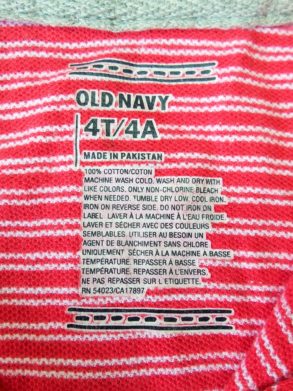 OLD NAVY
4T/4A
MADE IN PAKISTAN
100% COTTON/COTON
MACHINE WASH COLD, WASH AND DRY WITH
LIKE COLORS. ONLY NON-CHLORINE BLEACH
WHEN NEEDED. TUMBLE DRY LOW. COOL IRON.
IRON ON REVERSE SIDE. DO NOT IRON ON
LABEL. LAVER À LA MACHINE À L'EAU FROIDE.
LAVER ET SÉCHER AVEC DES COULEURS
SEMBLABLES. UTILISER AU BESOIN UN
AGENT DE BLANCHIMENT SANS CHLORE
UNIQUEMENT. SÉCHER À LA MACHINE À BASSE
TEMPÉRATURE. REPASSER À BASSE
TEMPÉRATURE. REPASSER À L'ENVERS.
NE PAS REPASSER SUR L'ETIQUETTE.
RN 54023/CA17897